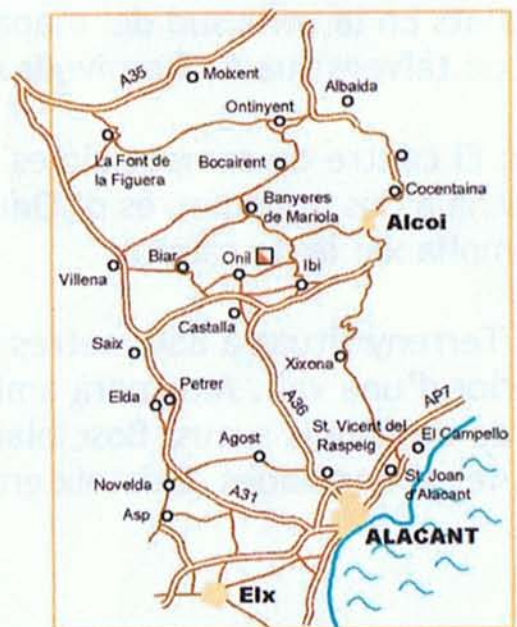 A35
Moixent
Albaida
Ontinyent
La Font de
la Figuera
Bocairent
Cocentaina
Banyeres
de Mariola
Alcoi
Biar
Onil
Ibi
Villena
Castalla
Saix
Xixona
A36
AP1
Petrer
Elda
St. Vicent del
Raspeig
El Campello
Agost
St. Joan
d'Alacant
Novelda
A31
Asp
ALACANT
Elx